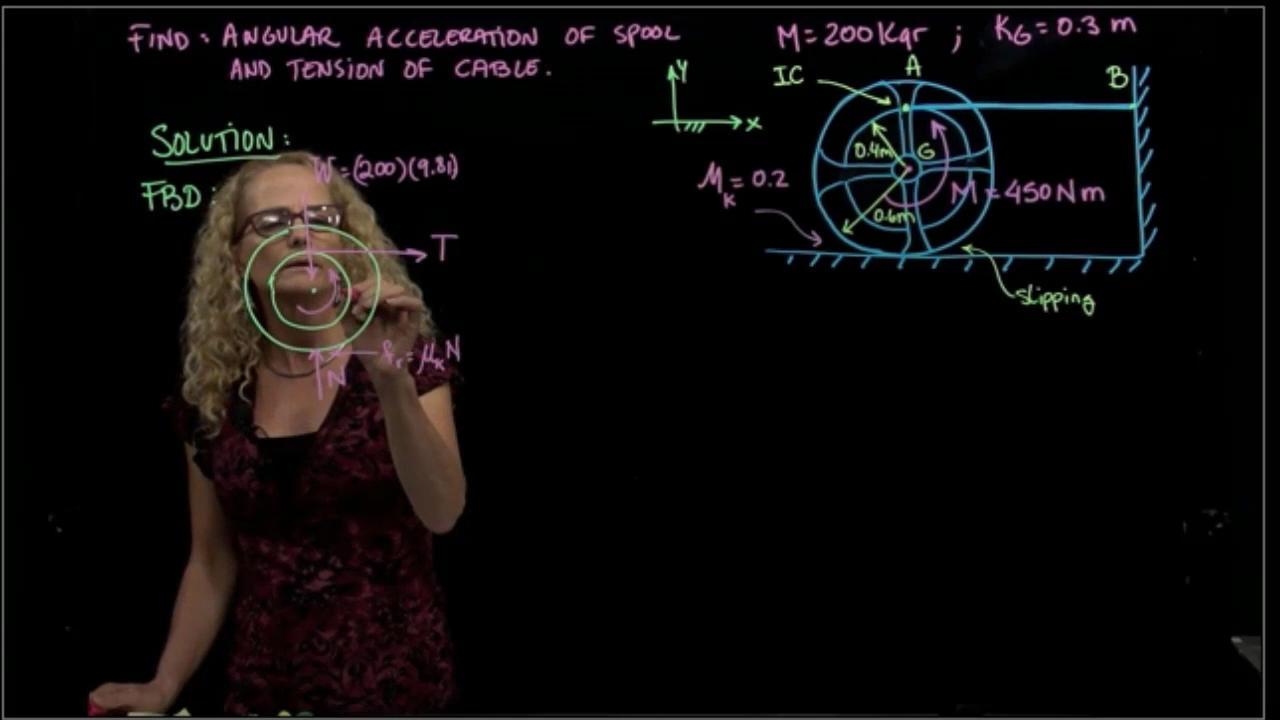 FIND: ANGULAR ACCELERATION OF SPOOL
AND TENSION OF CABLE.
M=200 Kgr ; KG=0.3 m
y
x
IC
A
B
0.4m
G
0.6m
M=450 Nm
μk=0.2
slipping
SOLUTION:
FBD:
W=(200)(9.81)
T
N
fr=μkN